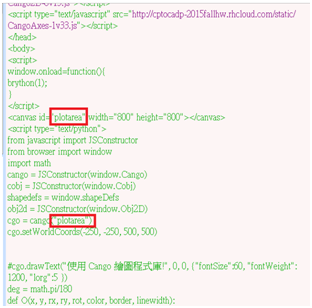 CangoZD-6v13.js"></script>
<script type="text/javascript" src="http://cptocadp-2015fallhw.rhcloud.com/static/
CangoAxes-1v33.js"></script>
</head>
<body>
<script>
window.onload=function(){
brython(1);
}
</script>
<canvas id="plotarea" width="800" height="800"></canvas>
<script type="text/python">
from javascript import JSConstructor
from browser import window
import math
cango = JSConstructor(window.Cango)
cobj = JSConstructor(window.Cobj)
shapedefs = window.shapeDefs
obj2d = JSConstructor(window.Obj2D)
cgo = cango("plotarea")
cgo.setWorldCoords(-250, -250, 500, 500)
#cgo.drawText("使用 Cango 繪圖程式庫!", 0, 0, {"fontSize":60, "fontWeight":
1200, "lorg":5 })
deg = math.pi/180
def O(x, y, rx, ry, rot, color, border, linewidth):